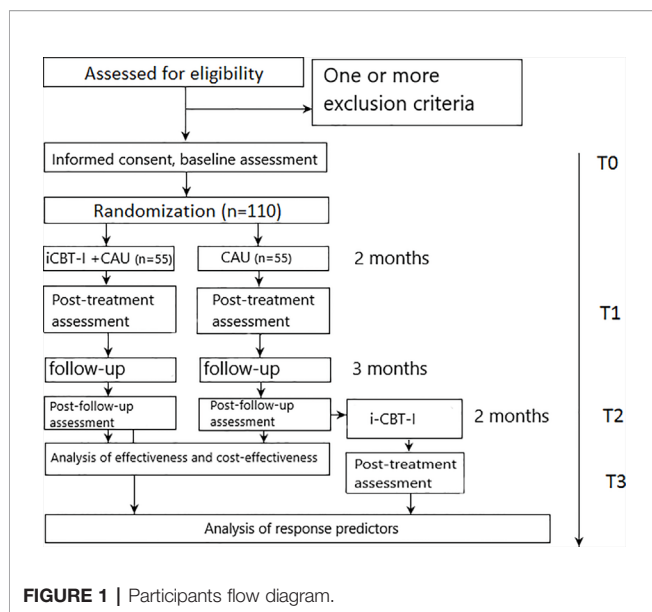 Assessed for eligibility
One or more
exclusion criteria
Informed consent, baseline assessment
T0
Randomization (n=110)
iCBT-I +CAU (n=55)
CAU (n=55)
2 months
Post-treatment
assessment
Post-treatment
assessment
T1
follow-up
follow-up
3 months
Post-follow-up
assessment
Post-follow-up
assessment
i-CBT-I
2 months
T2
Analysis of effectiveness and cost-effectiveness
Post-treatment
assessment
T3
Analysis of response predictors
FIGURE 1 | Participants flow diagram.